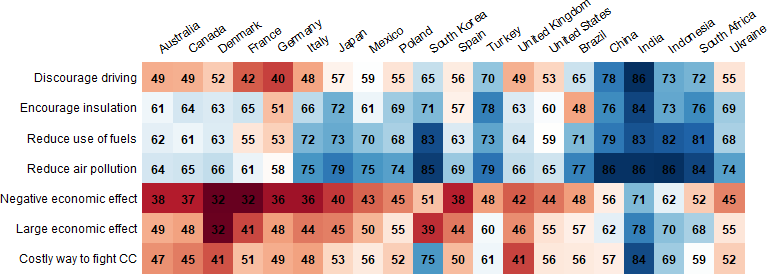 Australia Canada Denmark France Germany Italy Japan Mexico Poland South Korea Spain Turkey United Kingdom United States Brazil China India Indonesia South Africa Ukraine
Discourage driving 49 49 52 42 40 48 57 59 55 65 56 70 49 53 65 78 86 73 72 55
Encourage insulation 61 64 63 65 51 66 72 61 69 71 57 78 63 60 48 76 84 73 76 69
Reduce use of fuels 62 61 63 55 53 72 73 70 68 83 63 73 64 59 71 79 83 82 81 68
Reduce air pollution 64 65 66 61 58 75 79 75 74 85 69 79 66 65 77 86 86 86 84 74
Negative economic effect 38 37 32 32 36 36 40 43 45 51 38 48 42 44 48 56 71 62 52 45
Large economic effect 49 48 32 41 48 44 45 50 55 39 44 60 46 55 57 62 78 70 68 55
Costly way to fight CC 47 45 41 51 49 48 53 56 52 75 50 61 41 56 55 57 84 69 59 52